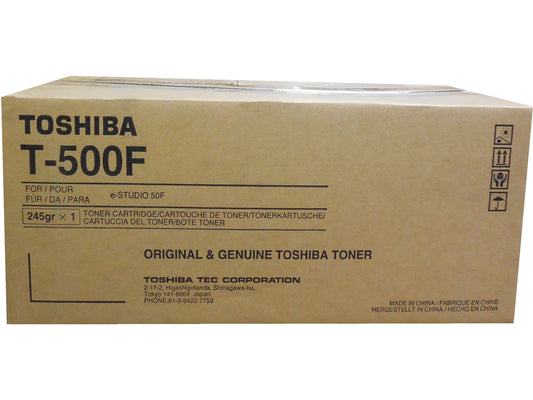 TOSHIBA
T-500F
FOR / POUR
FÜR / DA / PARA e-STUDIO 50F
245gr × 1 TONER CARTRIDGE/CARTOUCHE DE TONER/TONERKARTUSCHE/
CARTUCCIA DEL TONER/BOTE TONER
ORIGINAL & GENUINE TOSHIBA TONER
TOSHIBA TEC CORPORATION
2-17-2, Higashigotanda, Shinagawa-ku,
Tokyo 141-8664, Japan
PHONE:81-3-6422-7753
MADE IN CHINA / FABRIQUE EN CHINE
HERGESTELLT IN CHINA / HECHO EN CHINA